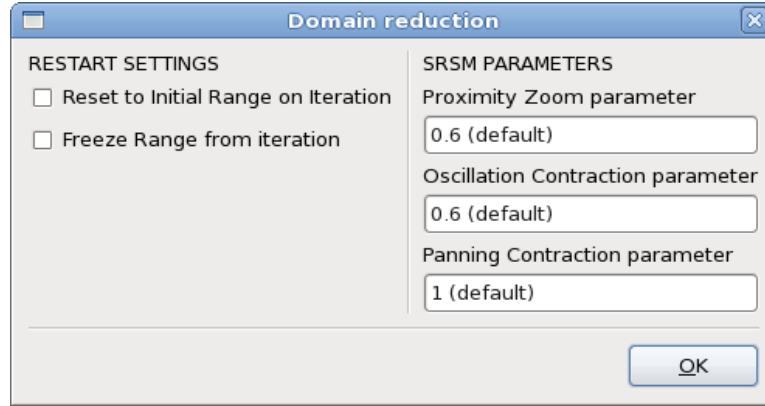 Domain reduction
RESTART SETTINGS
Reset to Initial Range on Iteration
Freeze Range from iteration
SRSM PARAMETERS
Proximity Zoom parameter
0.6 (default)
Oscillation Contraction parameter
0.6 (default)
Panning Contraction parameter
1 (default)
OK